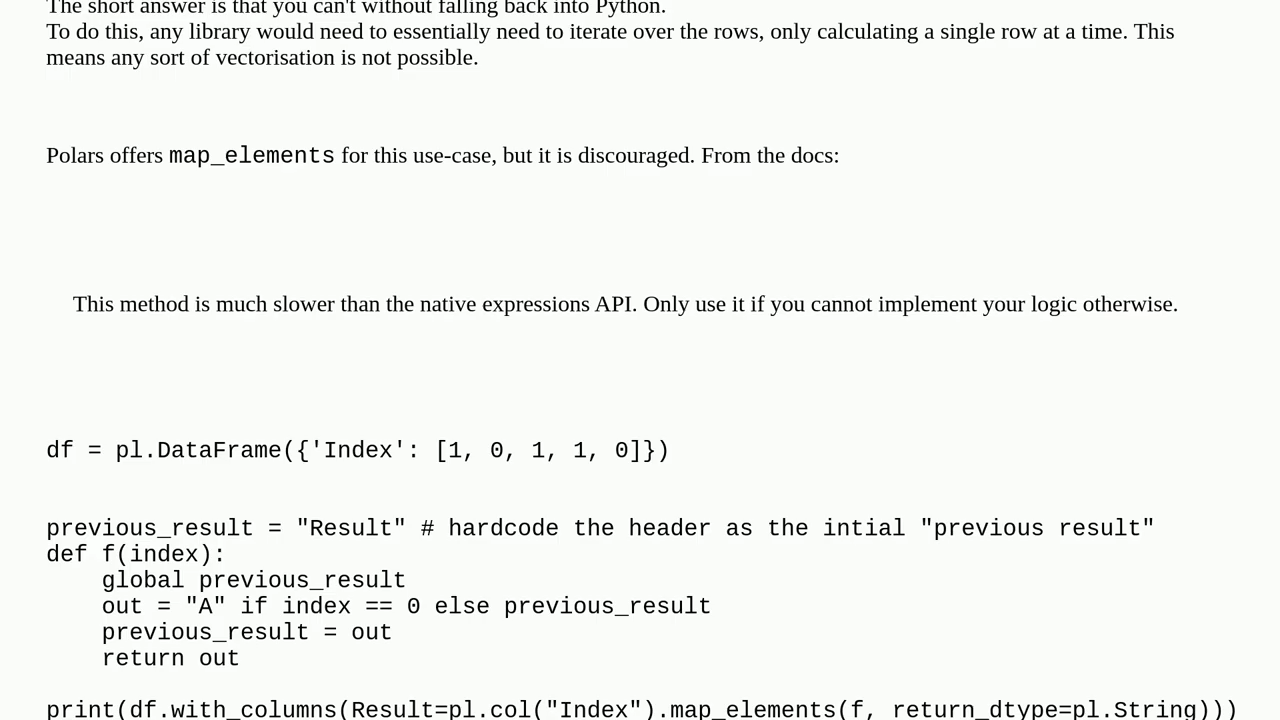 The short answer is that you can't without falling back into Python.
To do this, any library would need to essentially need to iterate over the rows, only calculating a single row at a time. This
means any sort of vectorisation is not possible.
Polars offers map_elements for this use-case, but it is discouraged. From the docs:
This method is much slower than the native expressions API. Only use it if you cannot implement your logic otherwise.
df = pl.DataFrame({'Index': [1, 0, 1, 1, 0]})
previous_result = "Result" # hardcode the header as the intial "previous result"
def f(index):
    global previous_result
    out = "A" if index == 0 else previous_result
    previous_result = out
    return out
print(df.with_columns(Result=pl.col("Index").map_elements(f, return_dtype=pl.String)))